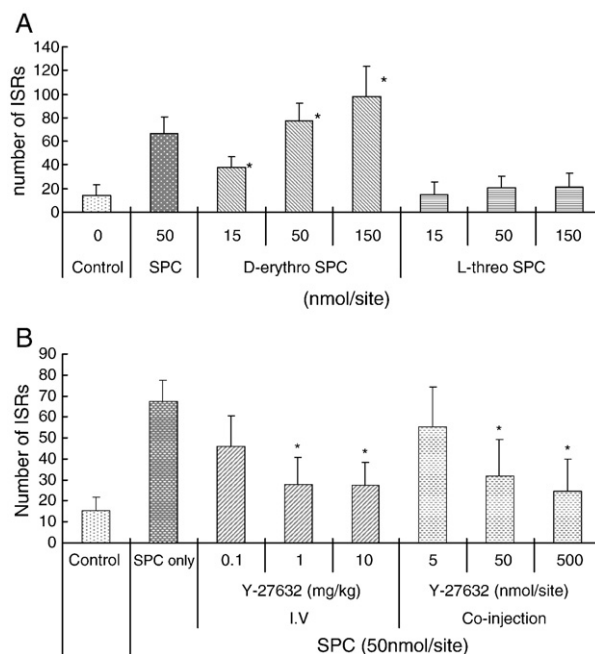 A
number of ISRs
140
120
100
80
60
40
20
0
* * *
0 50 15 50 150 15 50 150
Control SPC D-erythro SPC L-threo SPC
(nmol/site)
B
Number of ISRs
90
80
70
60
50
40
30
20
10
0
* * * *
Control SPC only 0.1 1 10 5 50 500
Y-27632 (mg/kg) Y-27632 (nmol/site)
I.V Co-injection
SPC (50nmol/site)